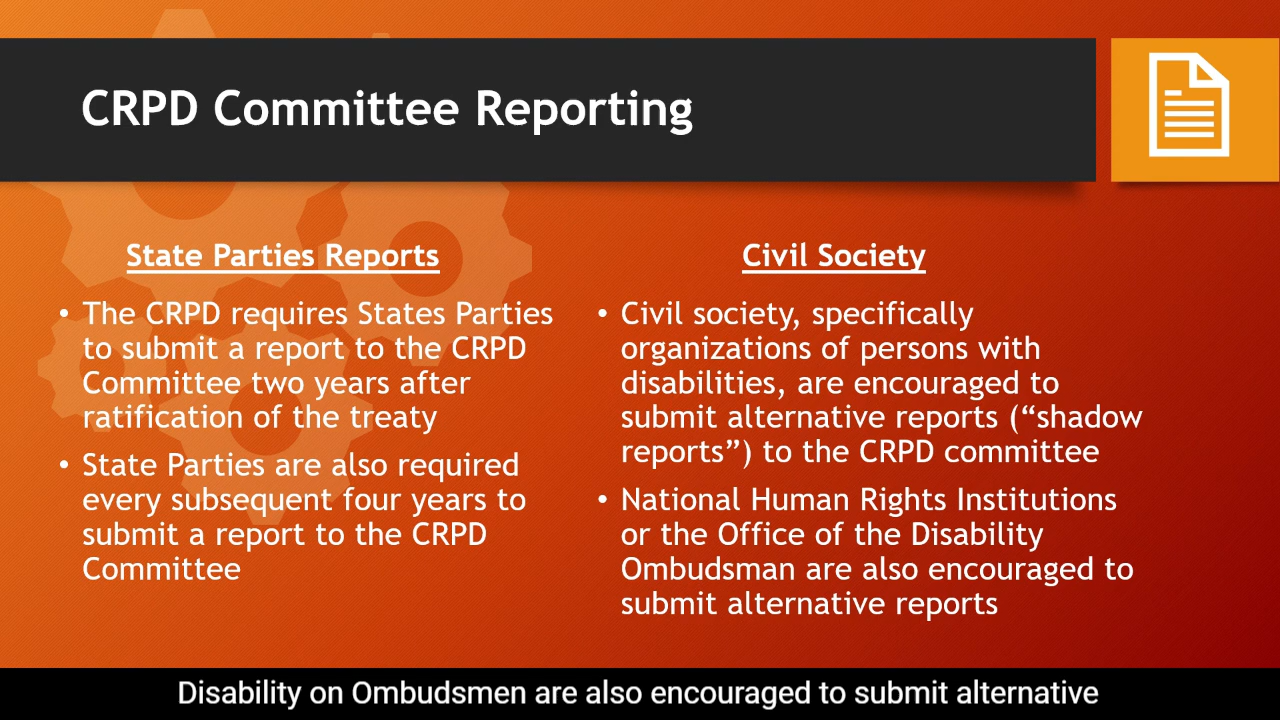 CRPD Committee Reporting
State Parties Reports
• The CRPD requires States Parties
to submit a report to the CRPD
Committee two years after
ratification of the treaty
• State Parties are also required
every subsequent four years to
submit a report to the CRPD
Committee
Civil Society
• Civil society, specifically
organizations of persons with
disabilities, are encouraged to
submit alternative reports (“shadow
reports”) to the CRPD committee
• National Human Rights Institutions
or the Office of the Disability
Ombudsman are also encouraged to
submit alternative reports
Disability on Ombudsmen are also encouraged to submit alternative